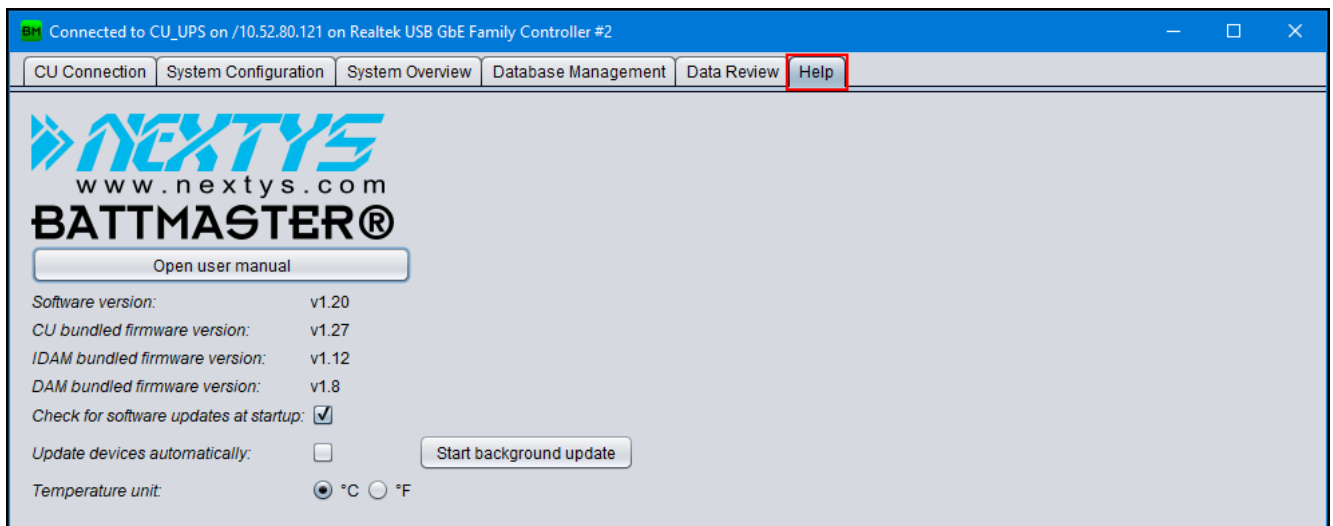 BM Connected to CU_UPS on /10.52.80.121 on Realtek USB GbE Family Controller #2
CU Connection System Configuration System Overview Database Management Data Review Help
NEXTYS
www.nextys.com
BATTMASTER®
Open user manual
Software version: v1.20
CU bundled firmware version: v1.27
IDAM bundled firmware version: v1.12
DAM bundled firmware version: v1.8
Check for software updates at startup:
Update devices automatically: Start background update
Temperature unit: °C °F